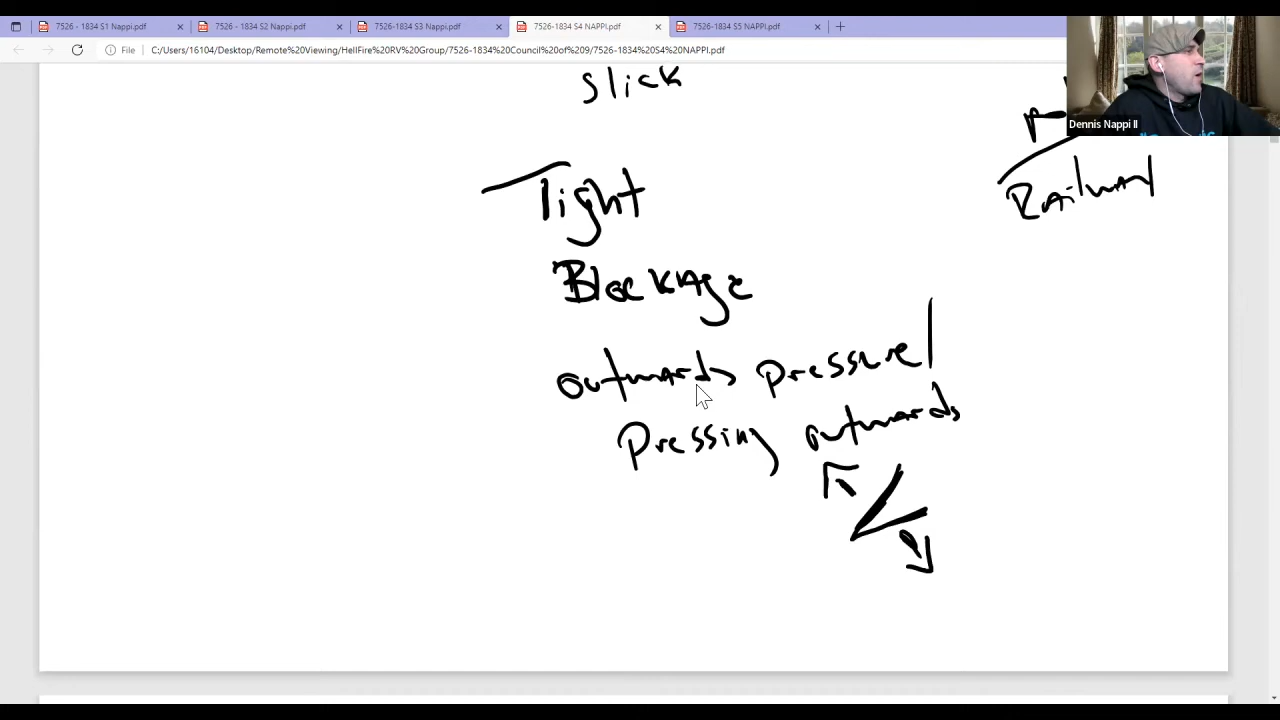 7526 - 1834 S1 Nappi.pdf
7526 - 1834 S2 Nappi.pdf
7526-1834 S3 Nappi.pdf
7526-1834 S4 NAPPI.pdf
7526-1834 S5 NAPPI.pdf
File
C:/Users/16104/Desktop/Remote%20Viewing/HellFire%20RV%20Group/7526-1834%20Council%20of%209/7526-1834%20S4%20NAPPI.pdf
Dennis Nappi II
slick
Railway
Tight
Blockage
outwards pressure
Pressing outwards